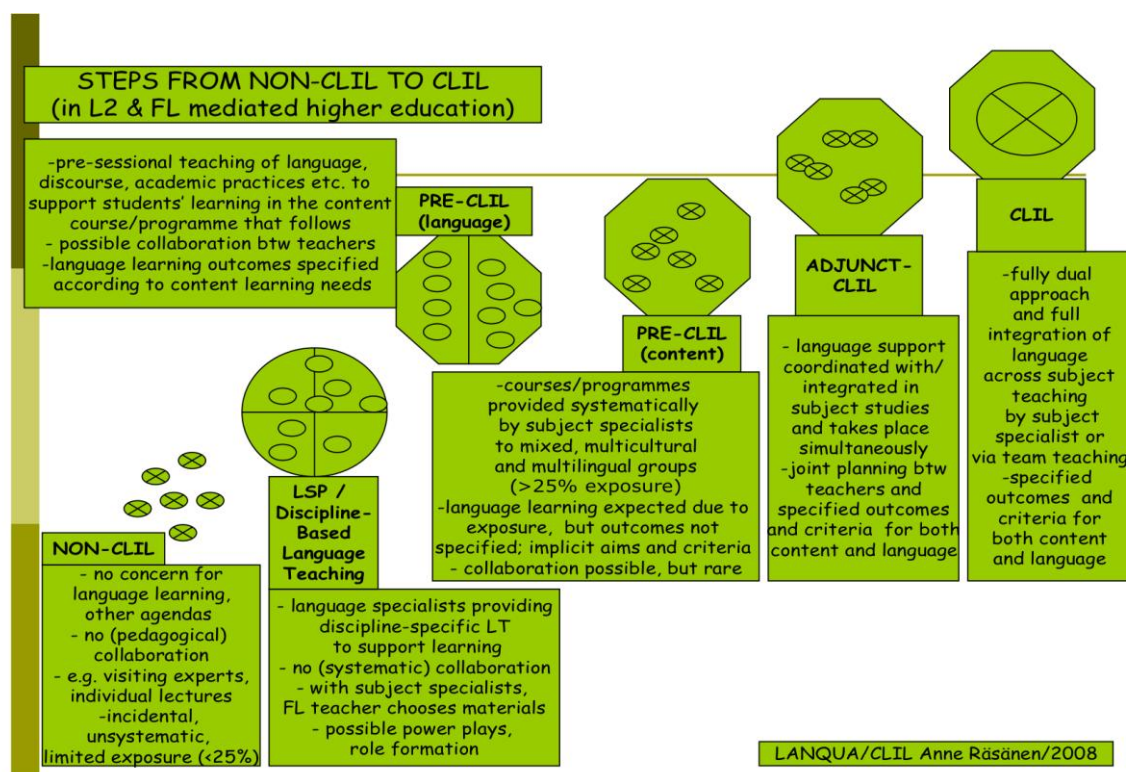 STEPS FROM NON-CLIL TO CLIL
(in L2 & FL mediated higher education)
-pre-sessional teaching of language,
discourse, academic practices etc. to
support students' learning in the content
course/programme that follows
- possible collaboration btw teachers
-language learning outcomes specified
according to content learning needs
PRE-CLIL
(language)
NON-CLIL
- no concern for
language learning,
other agendas
- no (pedagogical)
collaboration
- e.g. visiting experts,
individual lectures
-incidental,
unsystematic,
limited exposure (<25%)
LSP /
Discipline-
Based
Language
Teaching
- language specialists providing
discipline-specific LT
to support learning
- no (systematic) collaboration
- with subject specialists,
FL teacher chooses materials
- possible power plays,
role formation
PRE-CLIL
(content)
-courses/programmes
provided systematically
by subject specialists
to mixed, multicultural
and multilingual groups
(>25% exposure)
-language learning expected due to
exposure, but outcomes not
specified; implicit aims and criteria
- collaboration possible, but rare
ADJUNCT-
CLIL
- language support
coordinated with/
integrated in
subject studies
and takes place
simultaneously
-joint planning btw
teachers and
specified outcomes
and criteria for both
content and language
CLIL
-fully dual
approach
and full
integration of
language
across subject
teaching
by subject
specialist or
via team teaching
-specified
outcomes and
criteria for
both content
and language
LANQUA/CLIL Anne Räsänen/2008